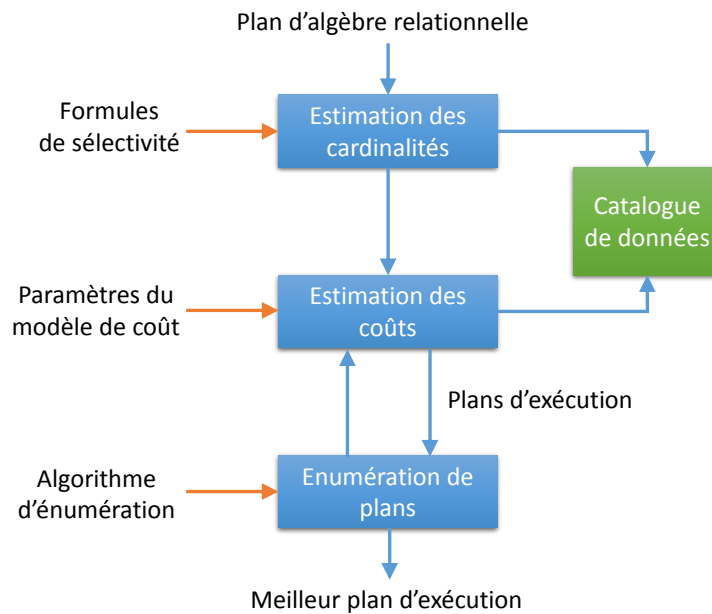 Plan d'algèbre relationnelle
Formules
de sélectivité
Estimation des
cardinalités
Catalogue
de données
Paramètres du
modèle de coût
Estimation des
coûts
Plans d'exécution
Algorithme
d'énumération
Enumération de
plans
Meilleur plan d'exécution